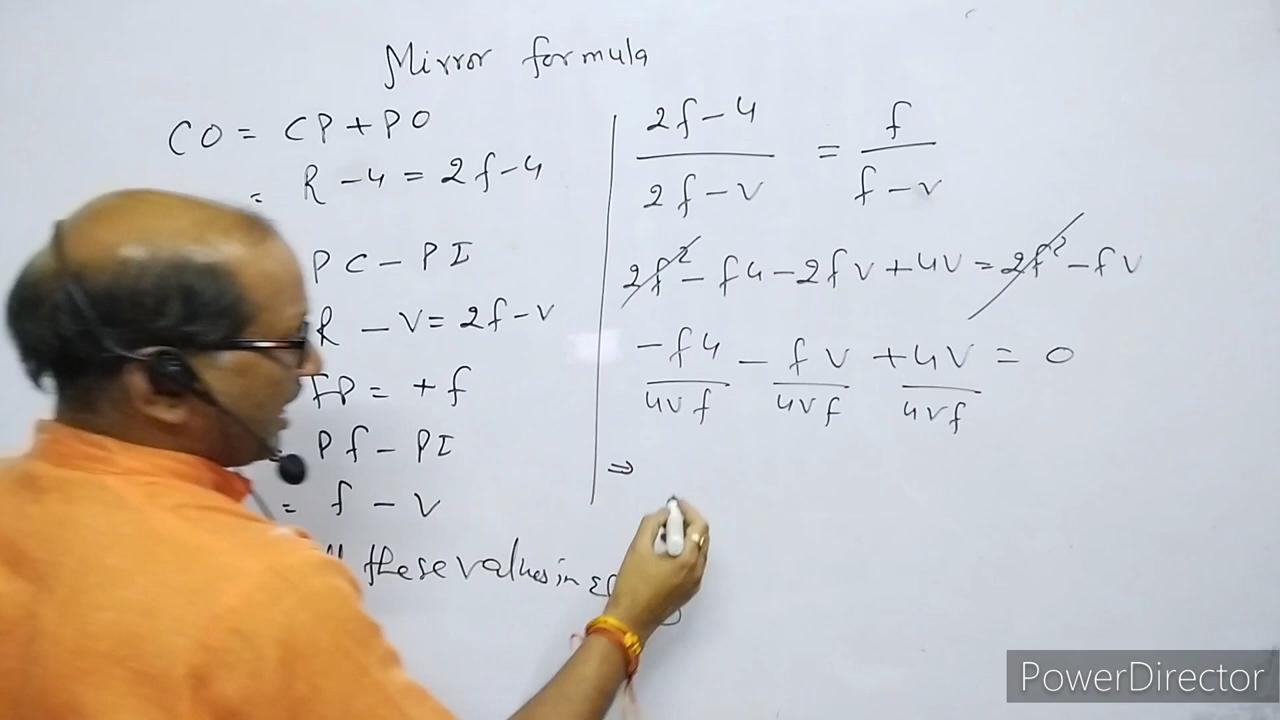 Mirror formula
CO = CP + PO
= R - u = 2f - u
PC - PI
R - v = 2f - v
FP = + f
Pf - PI
= f - v
these values in
2f - u / 2f - v = f / f - v
2f² - fu - 2fv + uv = 2f² - fv
-fu / uvf - fv / uvf + uv / uvf = 0
⇒
PowerDirector